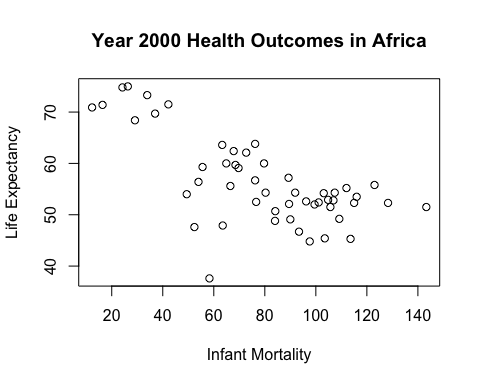 Year 2000 Health Outcomes in Africa
Life Expectancy
70
60
50
40
20 40 60 80 100 120 140
Infant Mortality